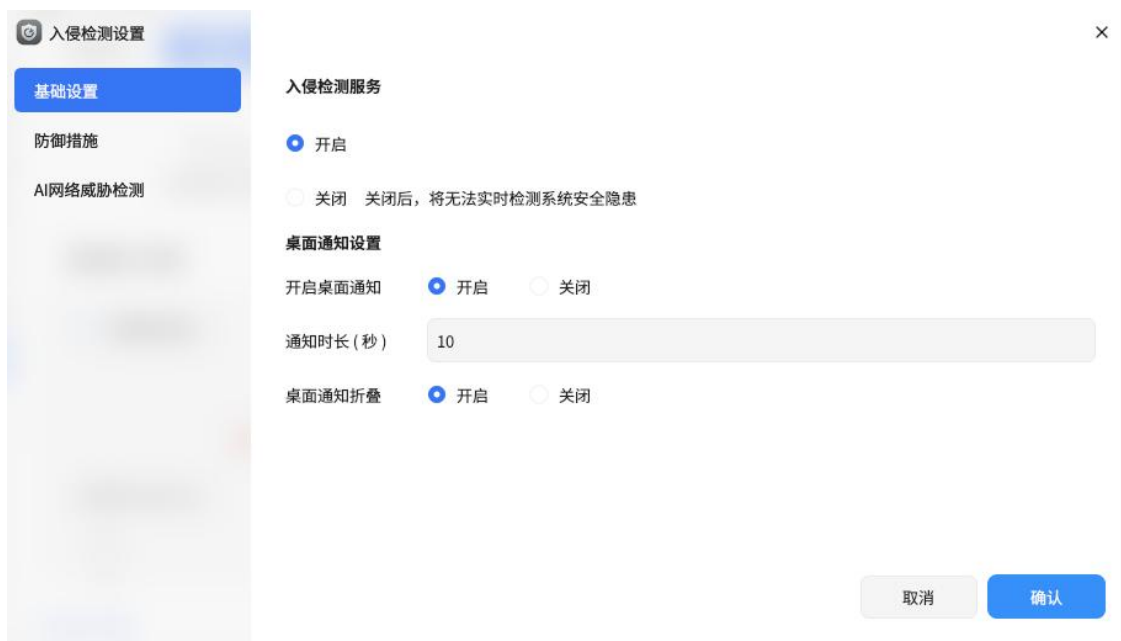 入侵检测设置
基础设置
防御措施
AI网络威胁检测
入侵检测服务
开启
关闭 关闭后，将无法实时检测系统安全隐患
桌面通知设置
开启桌面通知 开启 关闭
通知时长(秒) 10
桌面通知折叠 开启 关闭
取消 确认